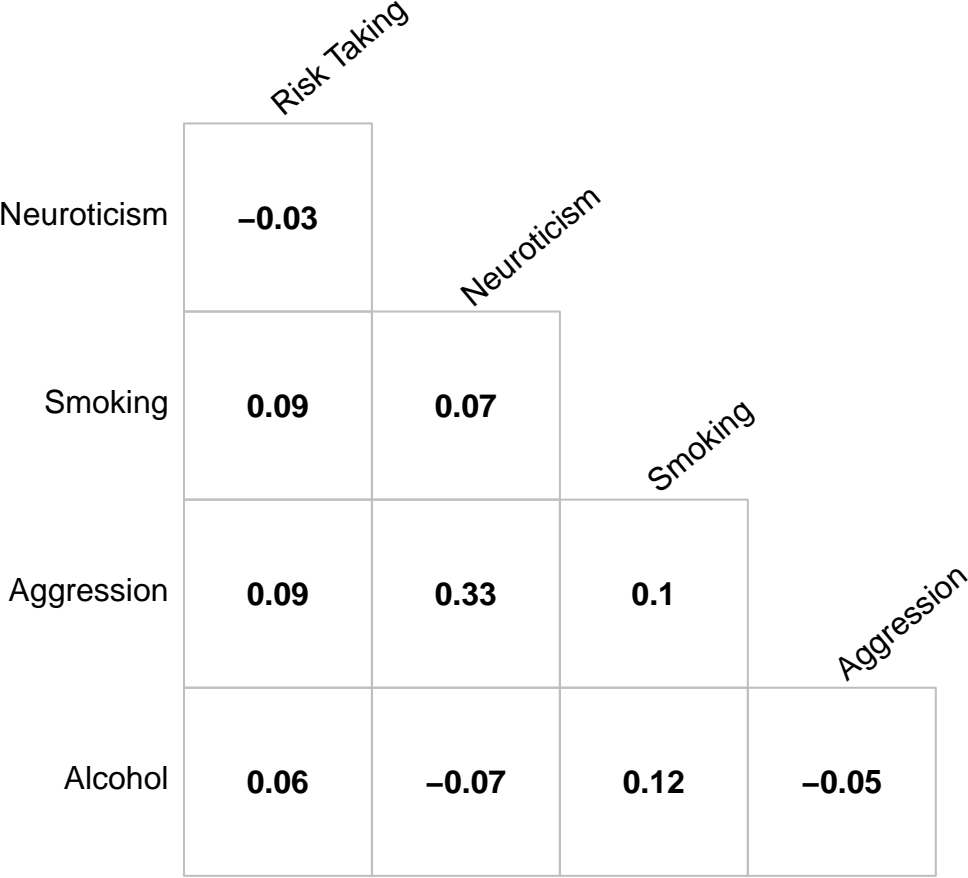 Risk Taking
Neuroticism −0.03
Neuroticism
Smoking 0.09 0.07
Smoking
Aggression 0.09 0.33 0.1
Aggression
Alcohol 0.06 −0.07 0.12 −0.05